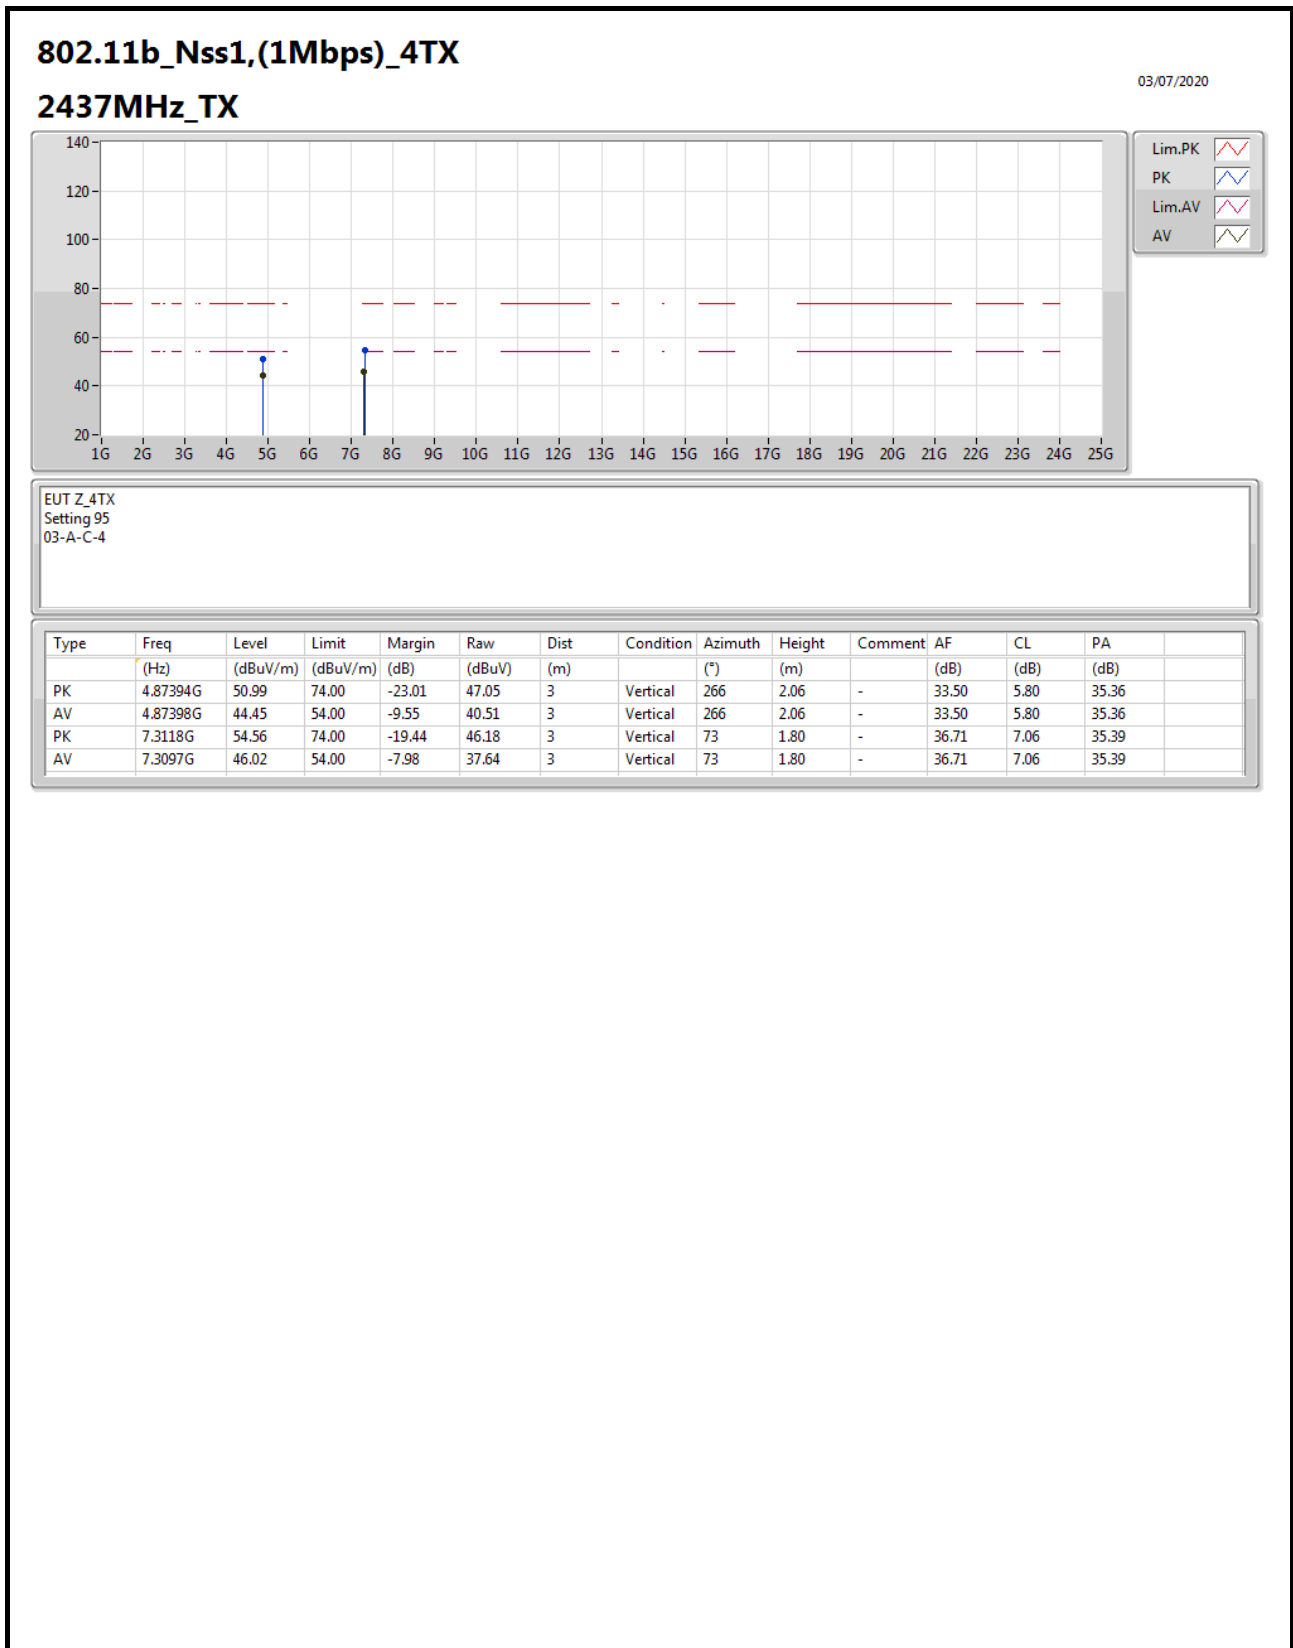 802.11b_Nss1,(1Mbps)_4TX
03/07/2020
2437MHz_TX
140
120
100
80
60
40
20
1G 2G 3G 4G 5G 6G 7G 8G 9G 10G 11G 12G 13G 14G 15G 16G 17G 18G 19G 20G 21G 22G 23G 24G 25G
Lim.PK
PK
Lim.AV
AV
EUT Z_4TX
Setting 95
03-A-C-4
Type Freq Level Limit Margin Raw Dist Condition Azimuth Height Comment AF CL PA
(Hz) (dBuV/m) (dBuV/m) (dB) (dBuV) (m) (°) (m) (dB) (dB) (dB)
PK 4.87394G 50.99 74.00 -23.01 47.05 3 Vertical 266 2.06 - 33.50 5.80 35.36
AV 4.87398G 44.45 54.00 -9.55 40.51 3 Vertical 266 2.06 - 33.50 5.80 35.36
PK 7.3118G 54.56 74.00 -19.44 46.18 3 Vertical 73 1.80 - 36.71 7.06 35.39
AV 7.3097G 46.02 54.00 -7.98 37.64 3 Vertical 73 1.80 - 36.71 7.06 35.39